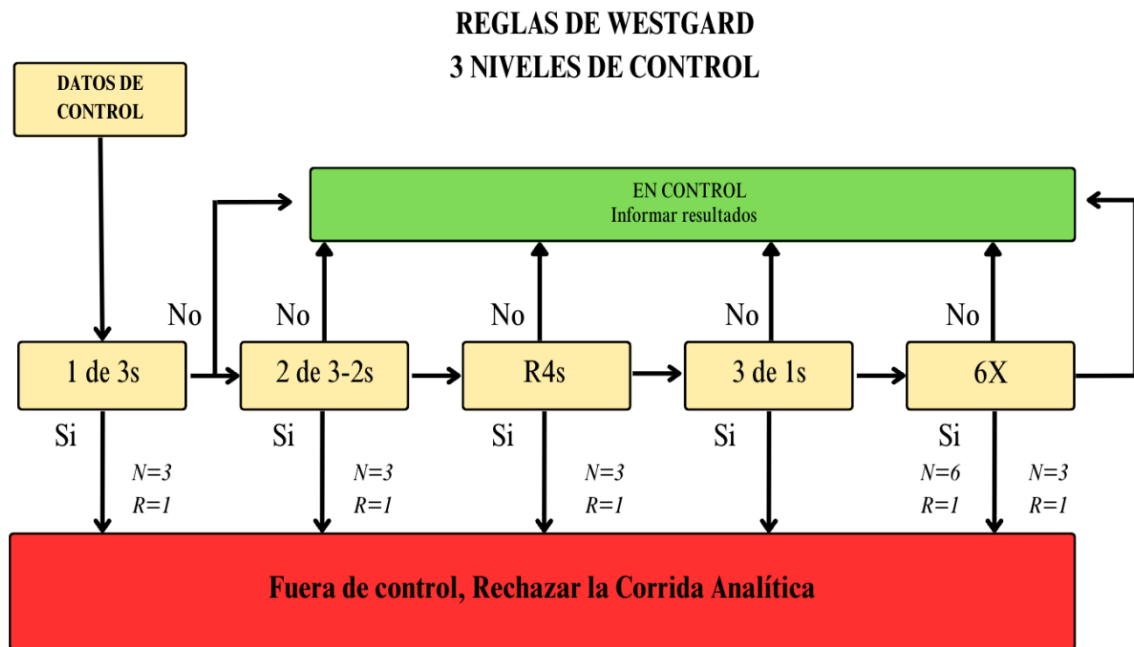 REGLAS DE WESTGARD
3 NIVELES DE CONTROL
DATOS DE
CONTROL
EN CONTROL
Informar resultados
No
No
No
No
No
1 de 3s
2 de 3-2s
R4s
3 de 1s
6X
Si
Si
Si
Si
Si
N=3
R=1
N=3
R=1
N=3
R=1
N=6
R=1
N=3
R=1
Fuera de control, Rechazar la Corrida Analítica